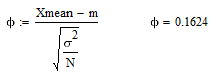 ϕ := (Xmean − m) / √(σ² / N)    ϕ = 0.1624